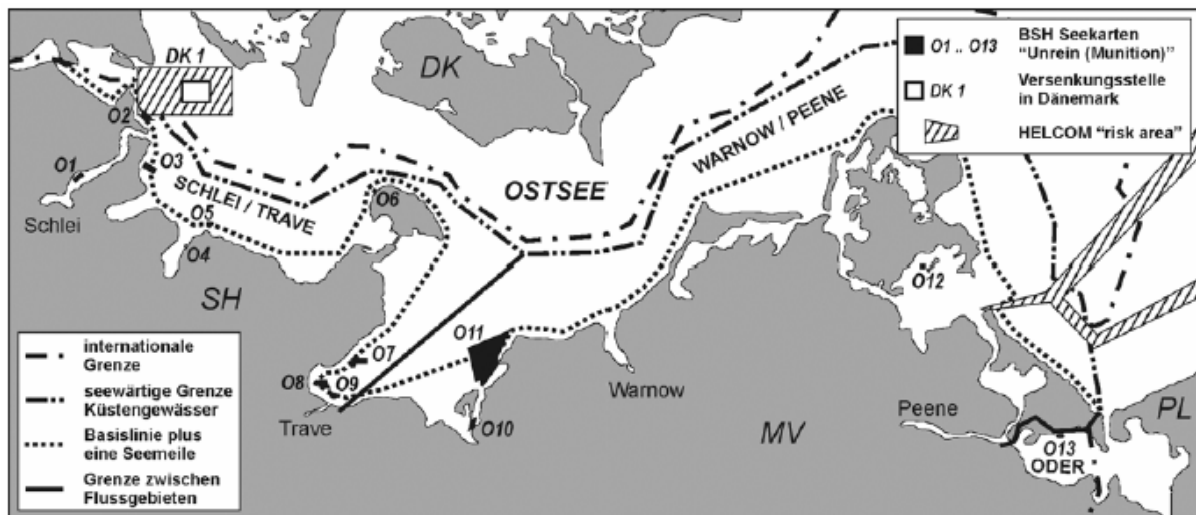 DK 1
DK
O2
O1
O3
Schlei
SCHLEI / TRAVE
O5
O4
O6
OSTSEE
WARNOW / PEENE
SH
O7
O8
O9
Trave
O11
O10
Warnow
MV
O12
Peene
PL
O13
ODER
O1 .. O13
BSH Seekarten
“Unrein (Munition)”
DK 1
Versenkungsstelle
in Dänemark
HELCOM “risk area”
internationale
Grenze
seewärtige Grenze
Küstengewässer
Basislinie plus
eine Seemeile
Grenze zwischen
Flussgebieten